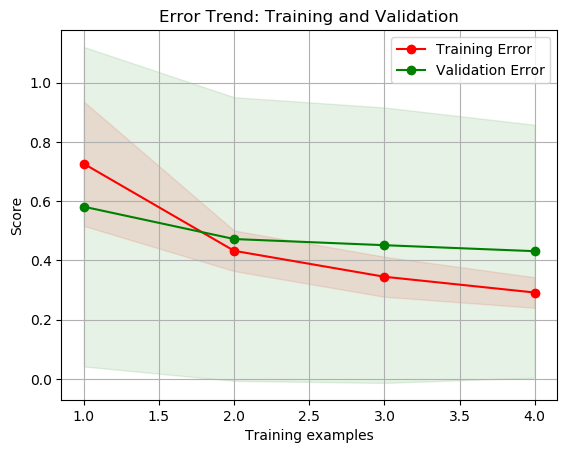 Error Trend: Training and Validation
Training Error
Validation Error
Score
1.0
0.8
0.6
0.4
0.2
0.0
1.0 1.5 2.0 2.5 3.0 3.5 4.0
Training examples